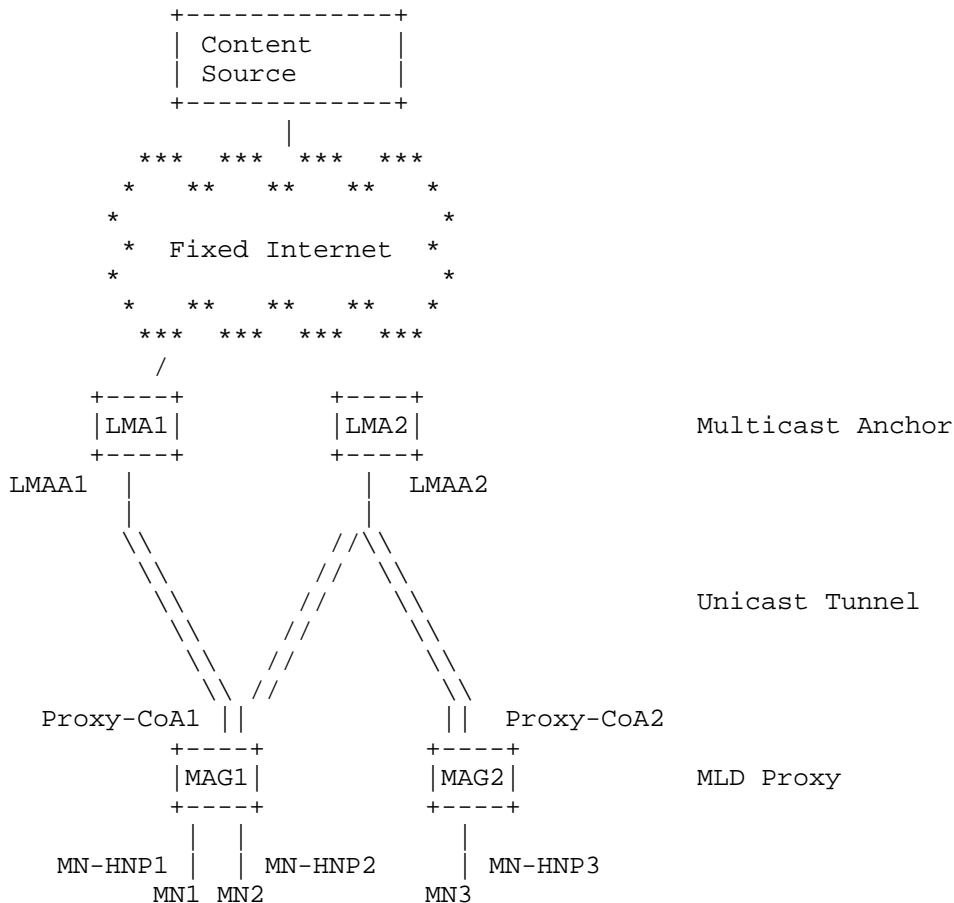 Content
Source
Fixed Internet
LMA1 LMA2 Multicast Anchor
LMAA1 LMAA2
Unicast Tunnel
Proxy-CoA1 Proxy-CoA2
MAG1 MAG2 MLD Proxy
MN-HNP1 MN-HNP2 MN-HNP3
MN1 MN2 MN3